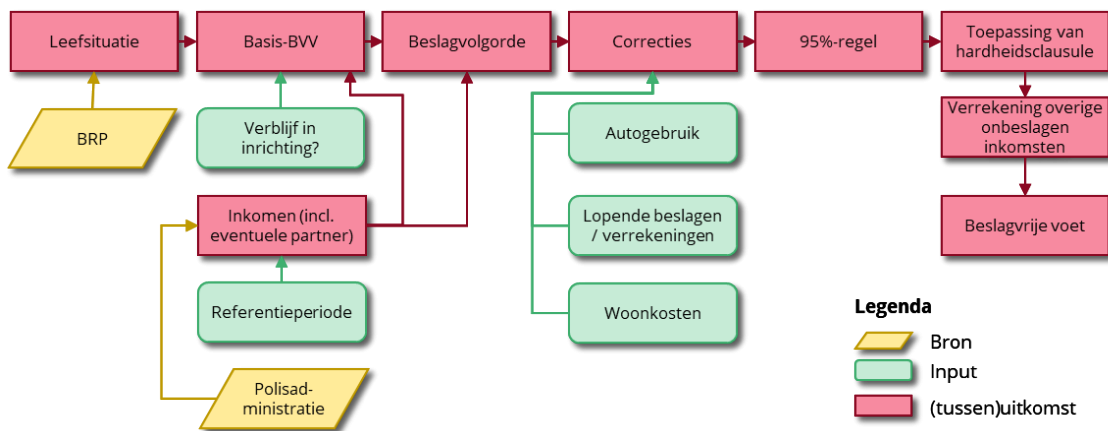 Leefsituatie
Basis-BVV
Beslagvolgorde
Correcties
95%-regel
Toepassing van
hardheidsclausule
BRP
Verblijf in
inrichting?
Autogebruik
Verrekening overige
onbeslagen
inkomsten
Inkomen (incl.
eventuele partner)
Lopende beslagen
/ verrekeningen
Beslagvrije voet
Referentieperiode
Woonkosten
Polisad-
ministratie
Legenda
Bron
Input
(tussen)uitkomst